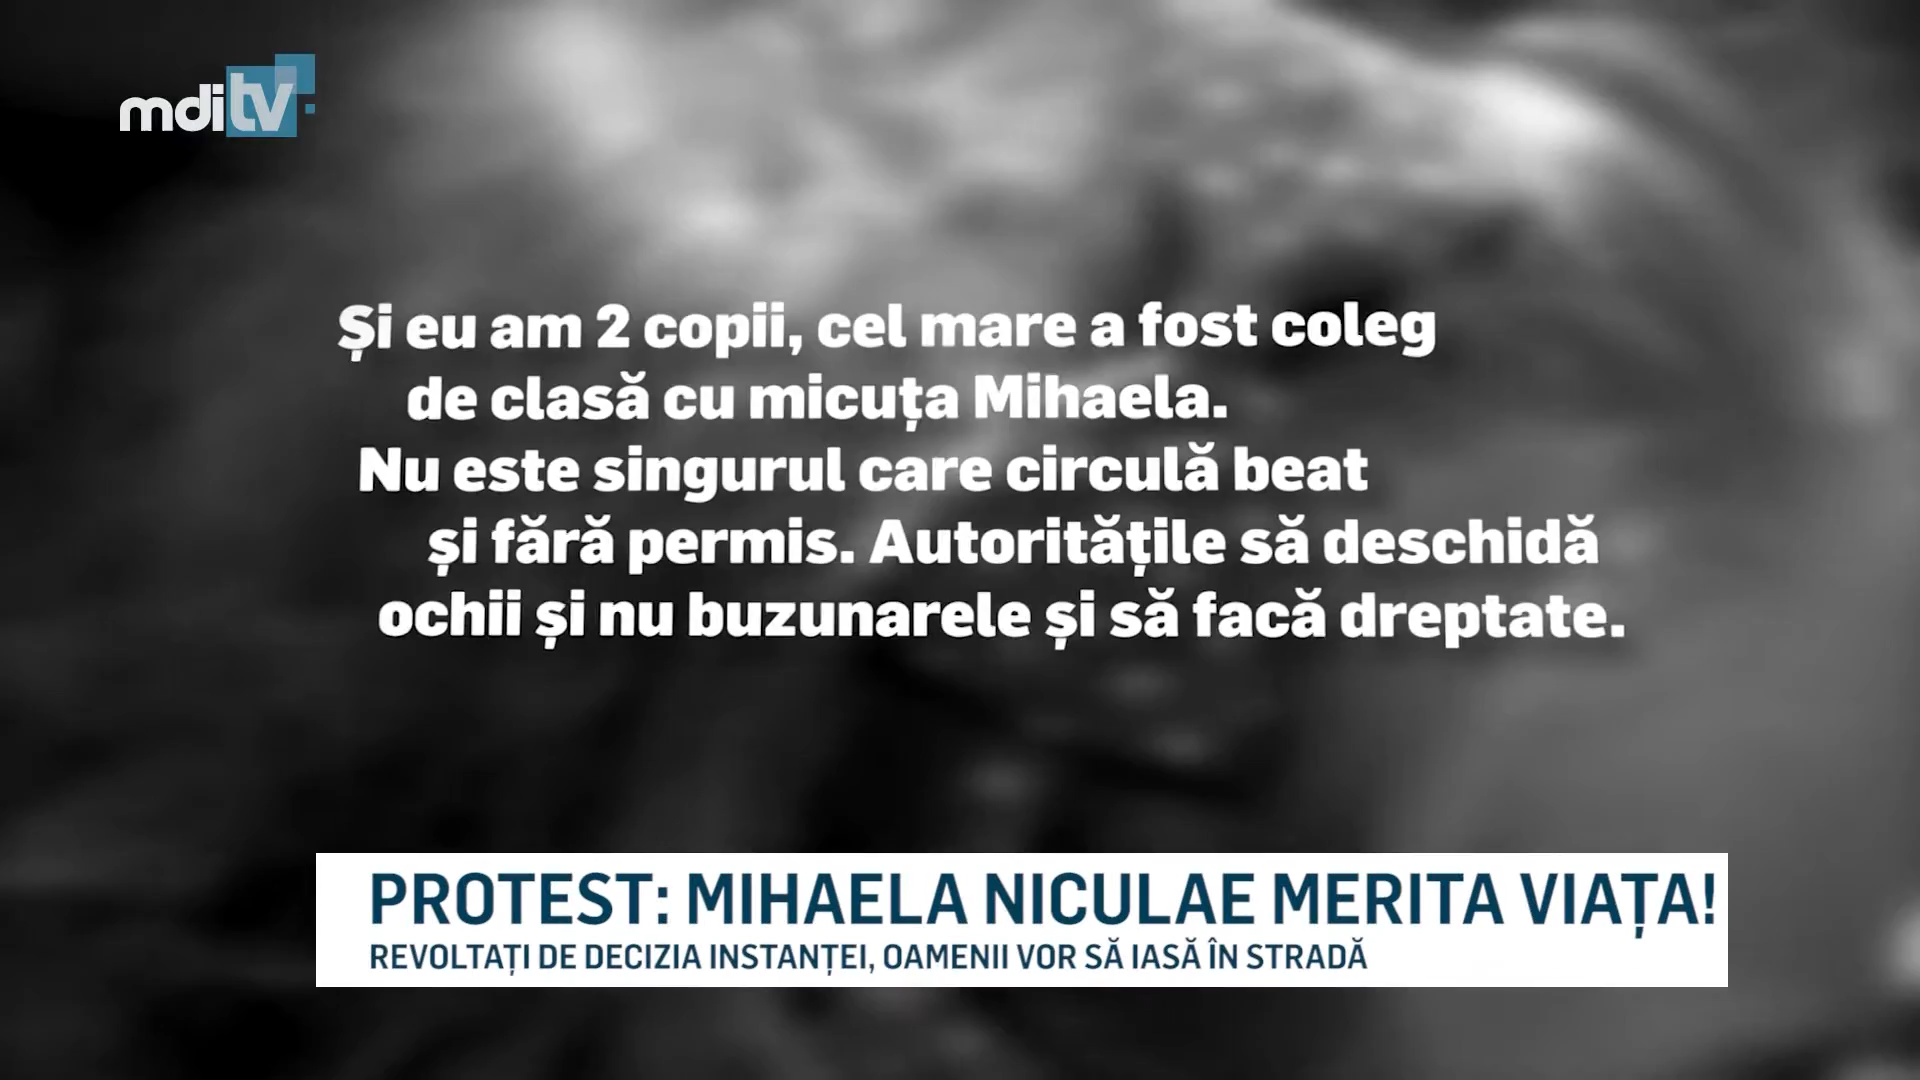 mditv
Și eu am 2 copii, cel mare a fost coleg
de clasă cu micuța Mihaela.
Nu este singurul care circulă beat
și fără permis. Autoritățile să deschidă
ochii și nu buzunarele și să facă dreptate.
PROTEST: MIHAELA NICULAE MERITA VIAȚA!
REVOLTAȚI DE DECIZIA INSTANȚEI, OAMENII VOR SĂ IASĂ ÎN STRADĂ